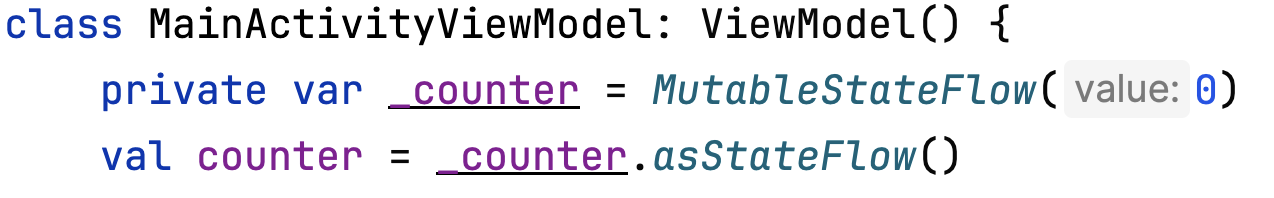 class MainActivityViewModel: ViewModel() {
private var _counter = MutableStateFlow( value: 0)
val counter = _counter.asStateFlow()